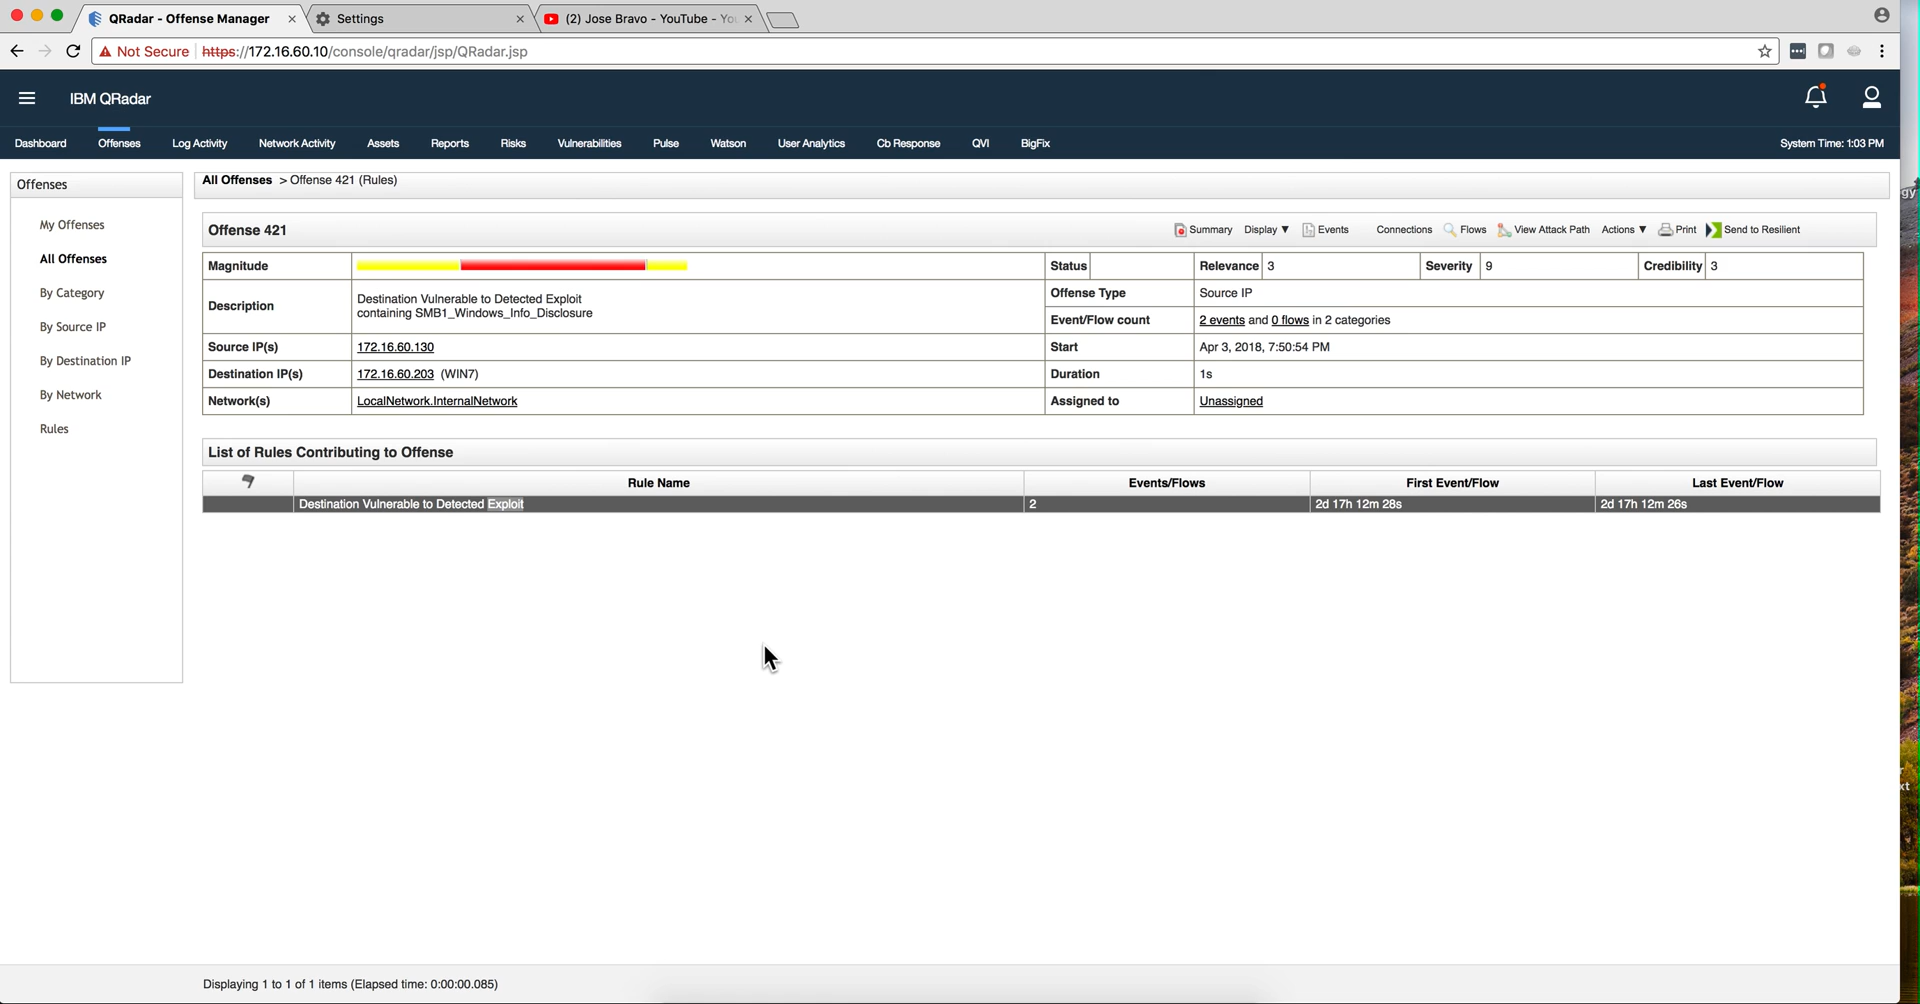 QRadar - Offense Manager
Settings
(2) Jose Bravo - YouTube - Yo
Not Secure https://172.16.60.10/console/qradar/jsp/QRadar.jsp
IBM QRadar
Dashboard Offenses Log Activity Network Activity Assets Reports Risks Vulnerabilities Pulse Watson User Analytics Cb Response QVI BigFix System Time: 1:03 PM
Offenses
My Offenses
All Offenses
By Category
By Source IP
By Destination IP
By Network
Rules
All Offenses > Offense 421 (Rules)
Offense 421 Summary Display ▼ Events Connections Flows View Attack Path Actions ▼ Print Send to Resilient
Magnitude Status Relevance 3 Severity 9 Credibility 3
Description Destination Vulnerable to Detected Exploit
containing SMB1_Windows_Info_Disclosure
Offense Type Source IP
Event/Flow count 2 events and 0 flows in 2 categories
Source IP(s) 172.16.60.130 Start Apr 3, 2018, 7:50:54 PM
Destination IP(s) 172.16.60.203 (WIN7) Duration 1s
Network(s) LocalNetwork.InternalNetwork Assigned to Unassigned
List of Rules Contributing to Offense
Rule Name Events/Flows First Event/Flow Last Event/Flow
Destination Vulnerable to Detected Exploit 2 2d 17h 12m 28s 2d 17h 12m 26s
Displaying 1 to 1 of 1 items (Elapsed time: 0:00:00.085)
gy
xt